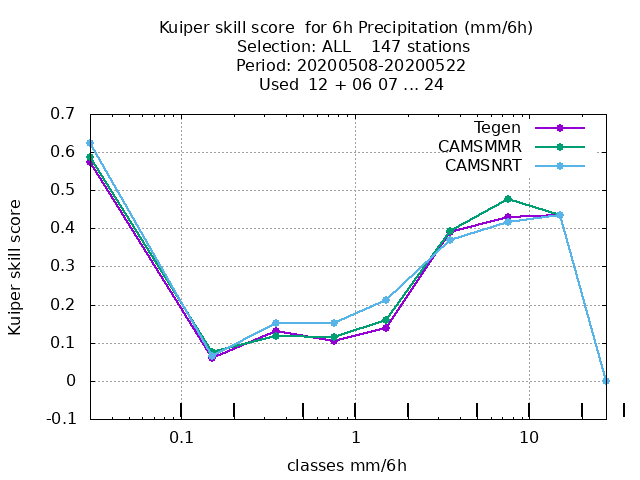 Kuiper skill score  for 6h Precipitation (mm/6h)
Selection: ALL    147 stations
Period: 20200508-20200522
Used  12 + 06 07 ... 24
Tegen
CAMSMMR
CAMSNRT
Kuiper skill score
0.7
0.6
0.5
0.4
0.3
0.2
0.1
0
-0.1
0.1
1
10
classes mm/6h